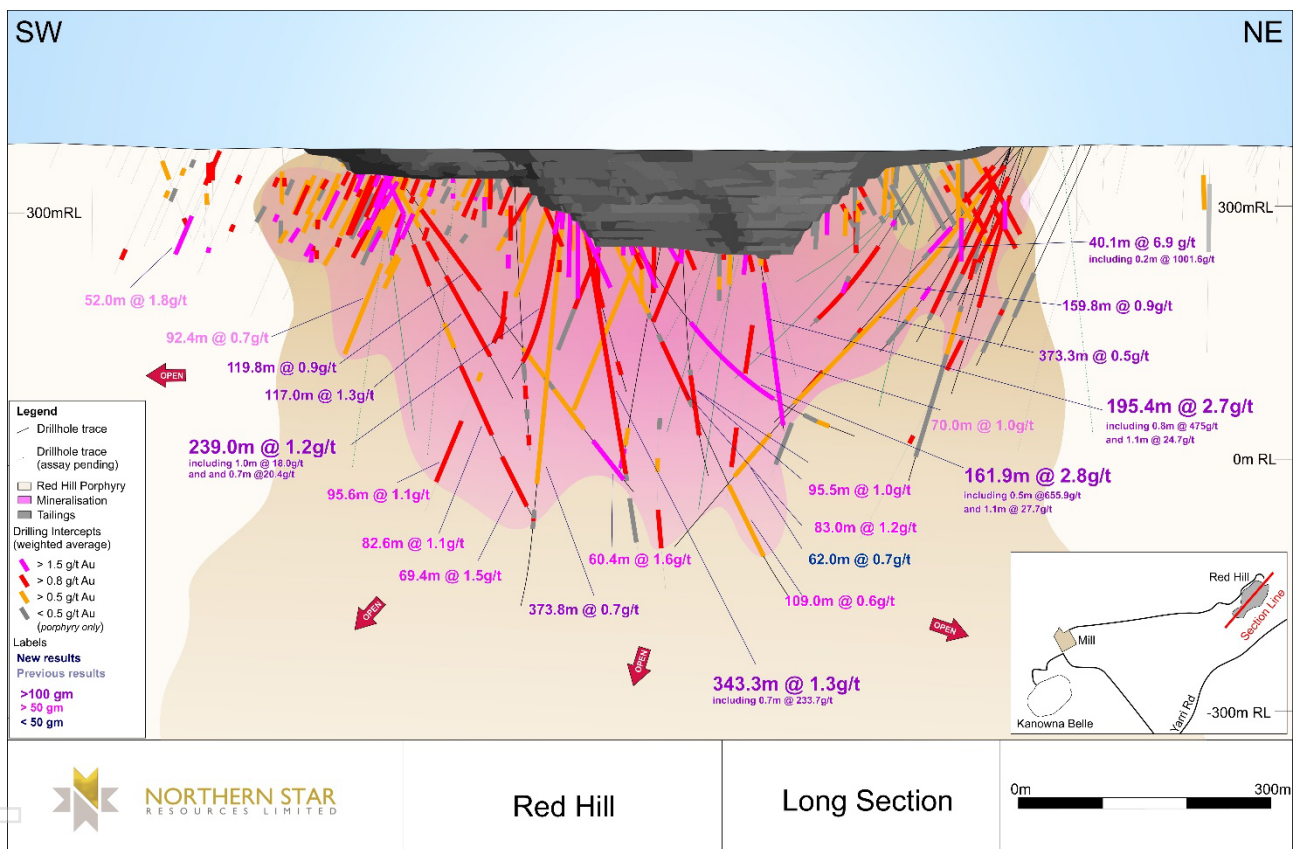 SW
NE
300mRL
300mRL
40.1m @ 6.9 g/t
including 0.2m @ 1001.6g/t
52.0m @ 1.8g/t
159.8m @ 0.9g/t
92.4m @ 0.7g/t
373.3m @ 0.5g/t
119.8m @ 0.9g/t
OPEN
117.0m @ 1.3g/t
195.4m @ 2.7g/t
including 0.8m @ 475g/t
and 1.1m @ 24.7g/t
70.0m @ 1.0g/t
239.0m @ 1.2g/t
including 1.0m @ 18.0g/t
and and 0.7m @20.4g/t
0m RL
161.9m @ 2.8g/t
including 0.5m @655.9g/t
and 1.1m @ 27.7g/t
95.6m @ 1.1g/t
95.5m @ 1.0g/t
83.0m @ 1.2g/t
82.6m @ 1.1g/t
60.4m @ 1.6g/t
62.0m @ 0.7g/t
69.4m @ 1.5g/t
373.8m @ 0.7g/t
109.0m @ 0.6g/t
OPEN
OPEN
OPEN
343.3m @ 1.3g/t
including 0.7m @ 233.7g/t
Legend
Drillhole trace
Drillhole trace
(assay pending)
Red Hill Porphyry
Mineralisation
Tailings
Drilling Intercepts
(weighted average)
> 1.5 g/t Au
> 0.8 g/t Au
> 0.5 g/t Au
< 0.5 g/t Au
(porphyry only)
Labels
New results
Previous results
>100 gm
> 50 gm
< 50 gm
Red Hill
Section Line
Mill
Kanowna Belle
Yarri Rd
-300m RL
NORTHERN STAR
RESOURCES LIMITED
Red Hill
Long Section
0m
300m